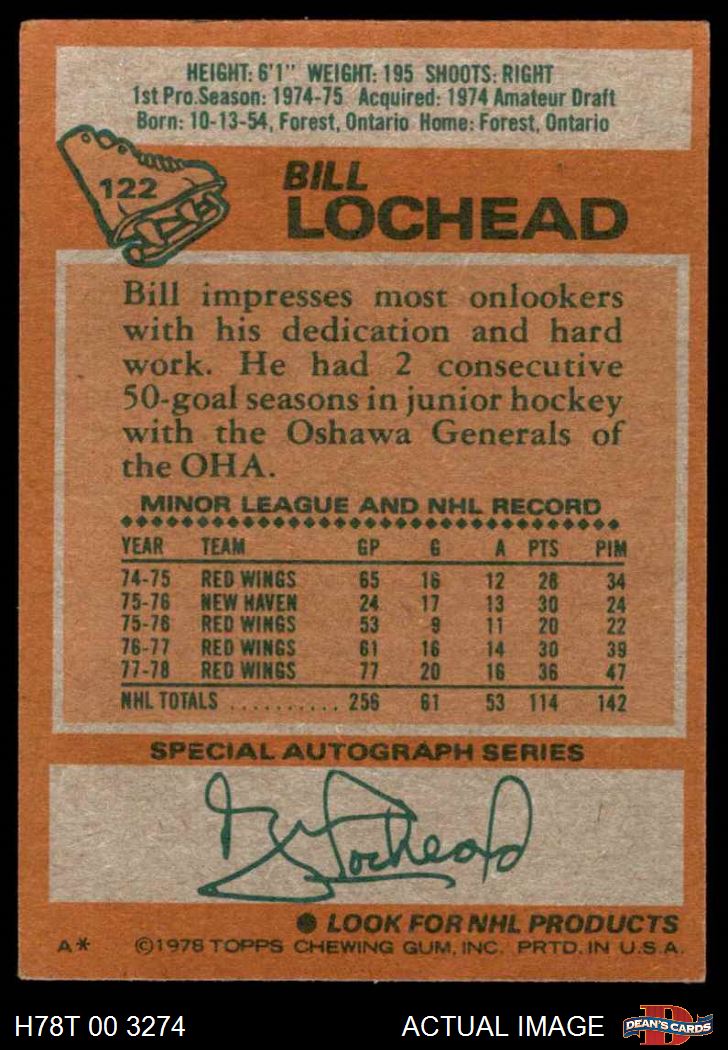 HEIGHT: 6'1" WEIGHT: 195 SHOOTS: RIGHT
1st Pro.Season: 1974-75 Acquired: 1974 Amateur Draft
Born: 10-13-54, Forest, Ontario Home: Forest, Ontario
122
BILL
LOCHEAD
Bill impresses most onlookers
with his dedication and hard
work. He had 2 consecutive
50-goal seasons in junior hockey
with the Oshawa Generals of
the OHA.
MINOR LEAGUE AND NHL RECORD
YEAR TEAM GP G A PTS PIM
74-75 RED WINGS 65 16 12 28 34
75-76 NEW HAVEN 24 17 13 30 24
75-76 RED WINGS 53 9 11 20 22
76-77 RED WINGS 61 16 14 30 39
77-78 RED WINGS 77 20 16 36 47
NHL TOTALS .......... 256 61 53 114 142
SPECIAL AUTOGRAPH SERIES
Lochead
● LOOK FOR NHL PRODUCTS
A* ©1978 TOPPS CHEWING GUM, INC. PRTD. IN U.S.A.
H78T 00 3274 ACTUAL IMAGE DEAN'S CARDS